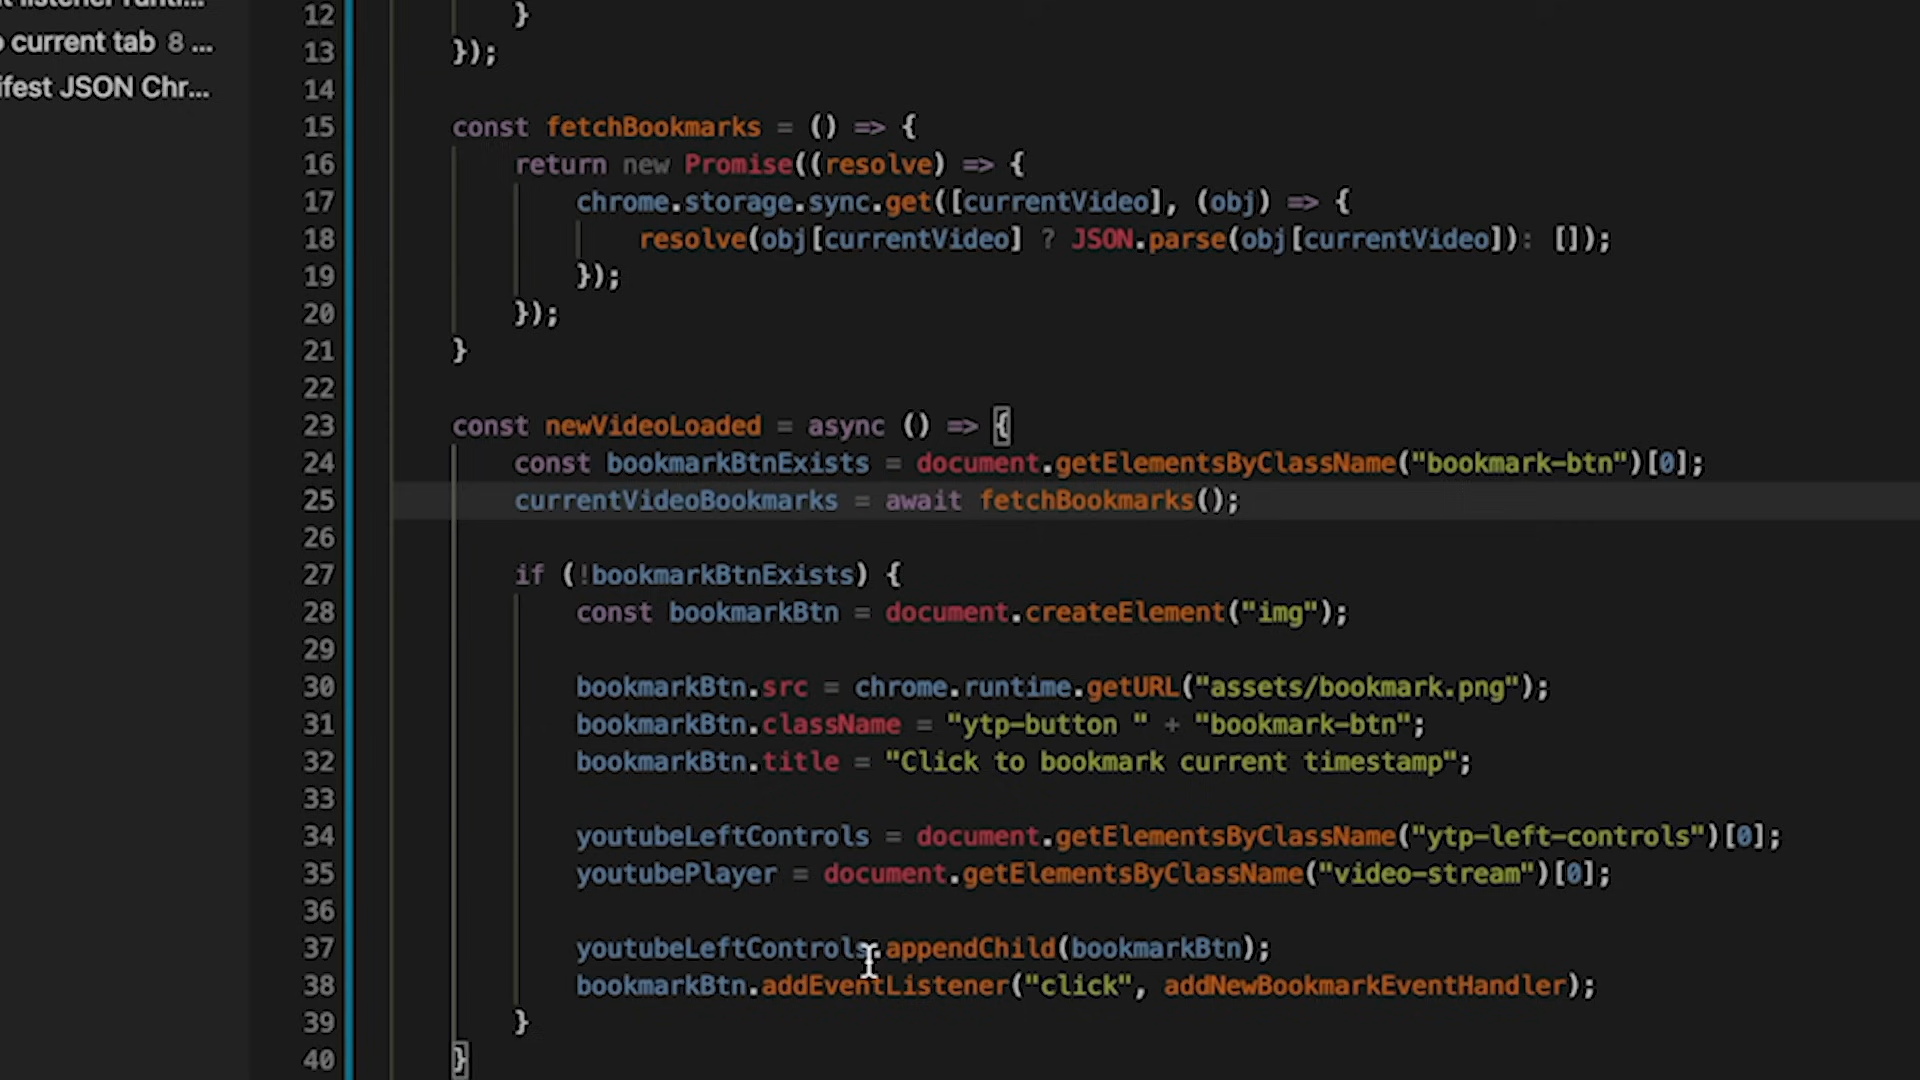 current tab 8 ...
ifest JSON Chr...
12 }
13 });
14
15 const fetchBookmarks = () => {
16 return new Promise((resolve) => {
17 chrome.storage.sync.get([currentVideo], (obj) => {
18 resolve(obj[currentVideo] ? JSON.parse(obj[currentVideo]): []);
19 });
20 });
21 }
22
23 const newVideoLoaded = async () => {
24 const bookmarkBtnExists = document.getElementsByClassName("bookmark-btn")[0];
25 currentVideoBookmarks = await fetchBookmarks();
26
27 if (!bookmarkBtnExists) {
28 const bookmarkBtn = document.createElement("img");
29
30 bookmarkBtn.src = chrome.runtime.getURL("assets/bookmark.png");
31 bookmarkBtn.className = "ytp-button " + "bookmark-btn";
32 bookmarkBtn.title = "Click to bookmark current timestamp";
33
34 youtubeLeftControls = document.getElementsByClassName("ytp-left-controls")[0];
35 youtubePlayer = document.getElementsByClassName("video-stream")[0];
36
37 youtubeLeftControls.appendChild(bookmarkBtn);
38 bookmarkBtn.addEventListener("click", addNewBookmarkEventHandler);
39 }
40 }